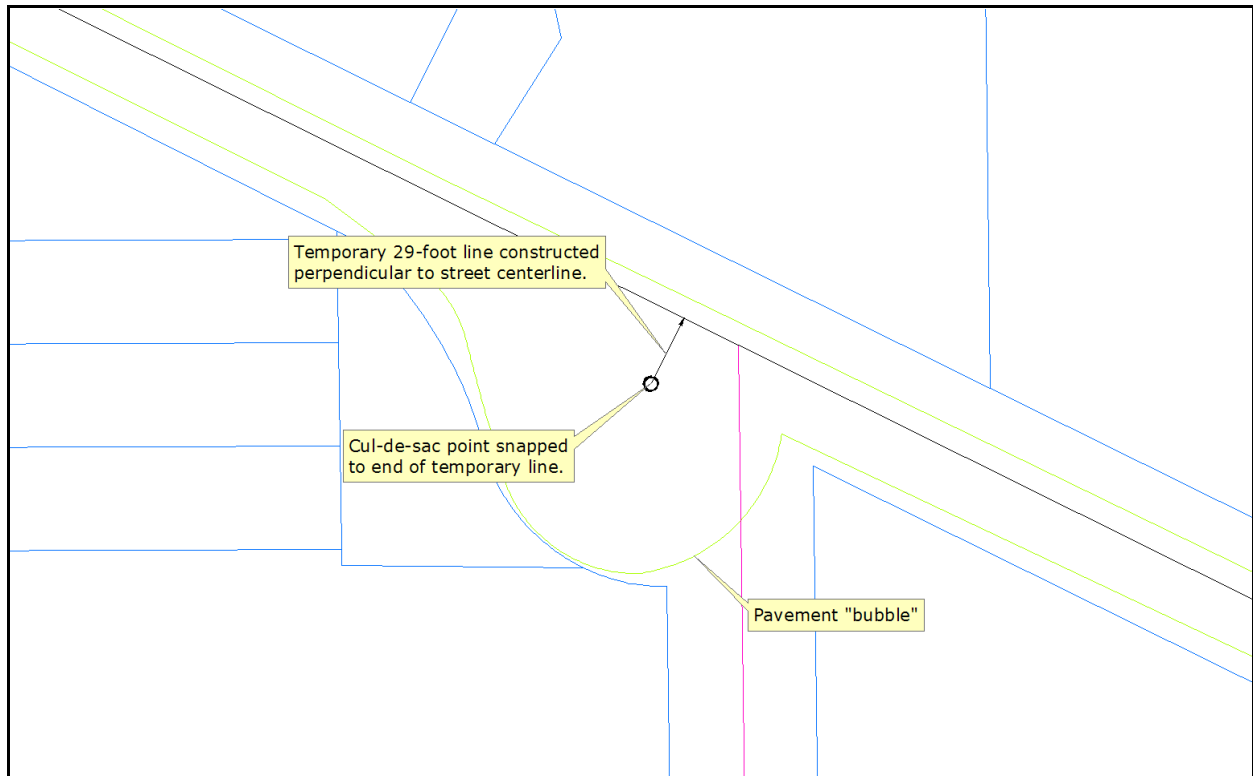 Temporary 29-foot line constructed
perpendicular to street centerline.
Cul-de-sac point snapped
to end of temporary line.
Pavement "bubble"